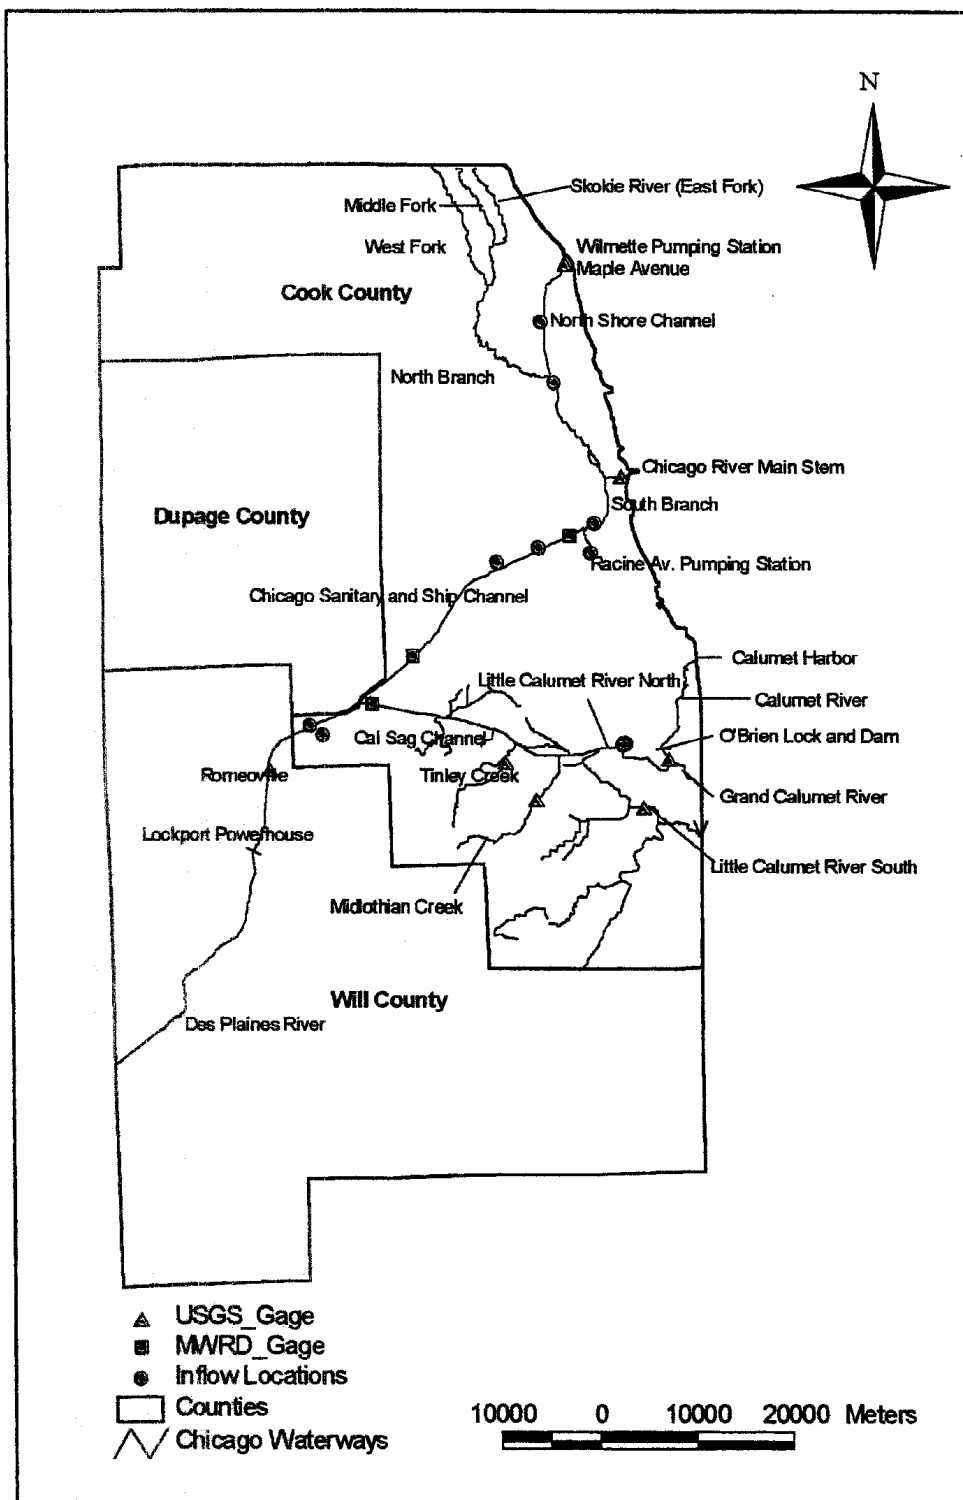 N
Skokie River (East Fork)
Middle Fork
West Fork
Wilmette Pumping Station
Maple Avenue
Cook County
North Shore Channel
North Branch
Chicago River Main Stem
South Branch
Dupage County
Racine Av. Pumping Station
Chicago Sanitary and Ship Channel
Calumet Harbor
Little Calumet River North
Calumet River
O'Brien Lock and Dam
Cal Sag Channel
Romeoville
Tinley Creek
Grand Calumet River
Lockport Powerhouse
Little Calumet River South
Midlothian Creek
Will County
Des Plaines River
USGS_Gage
MWRD_Gage
Inflow Locations
Counties
Chicago Waterways
10000 0 10000 20000 Meters